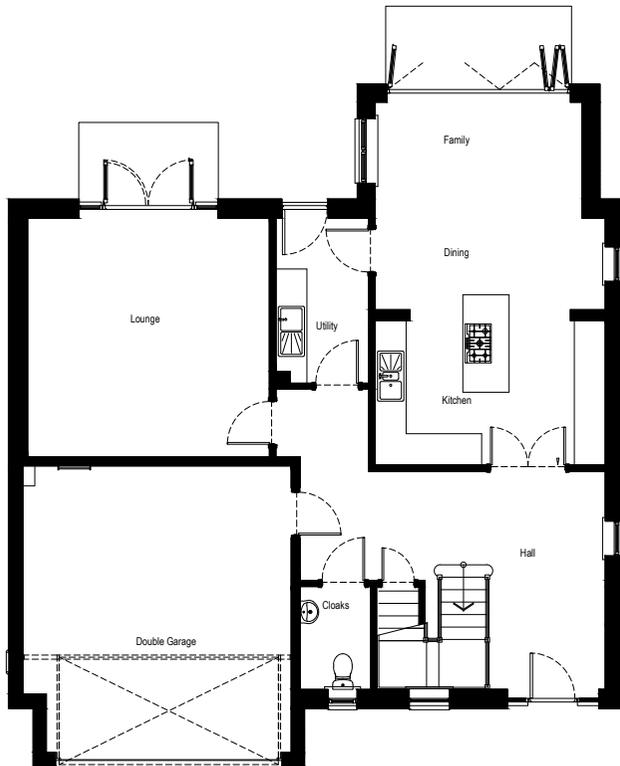 Family
Dining
Lounge
Utility
Kitchen
Hall
Cloaks
Double Garage